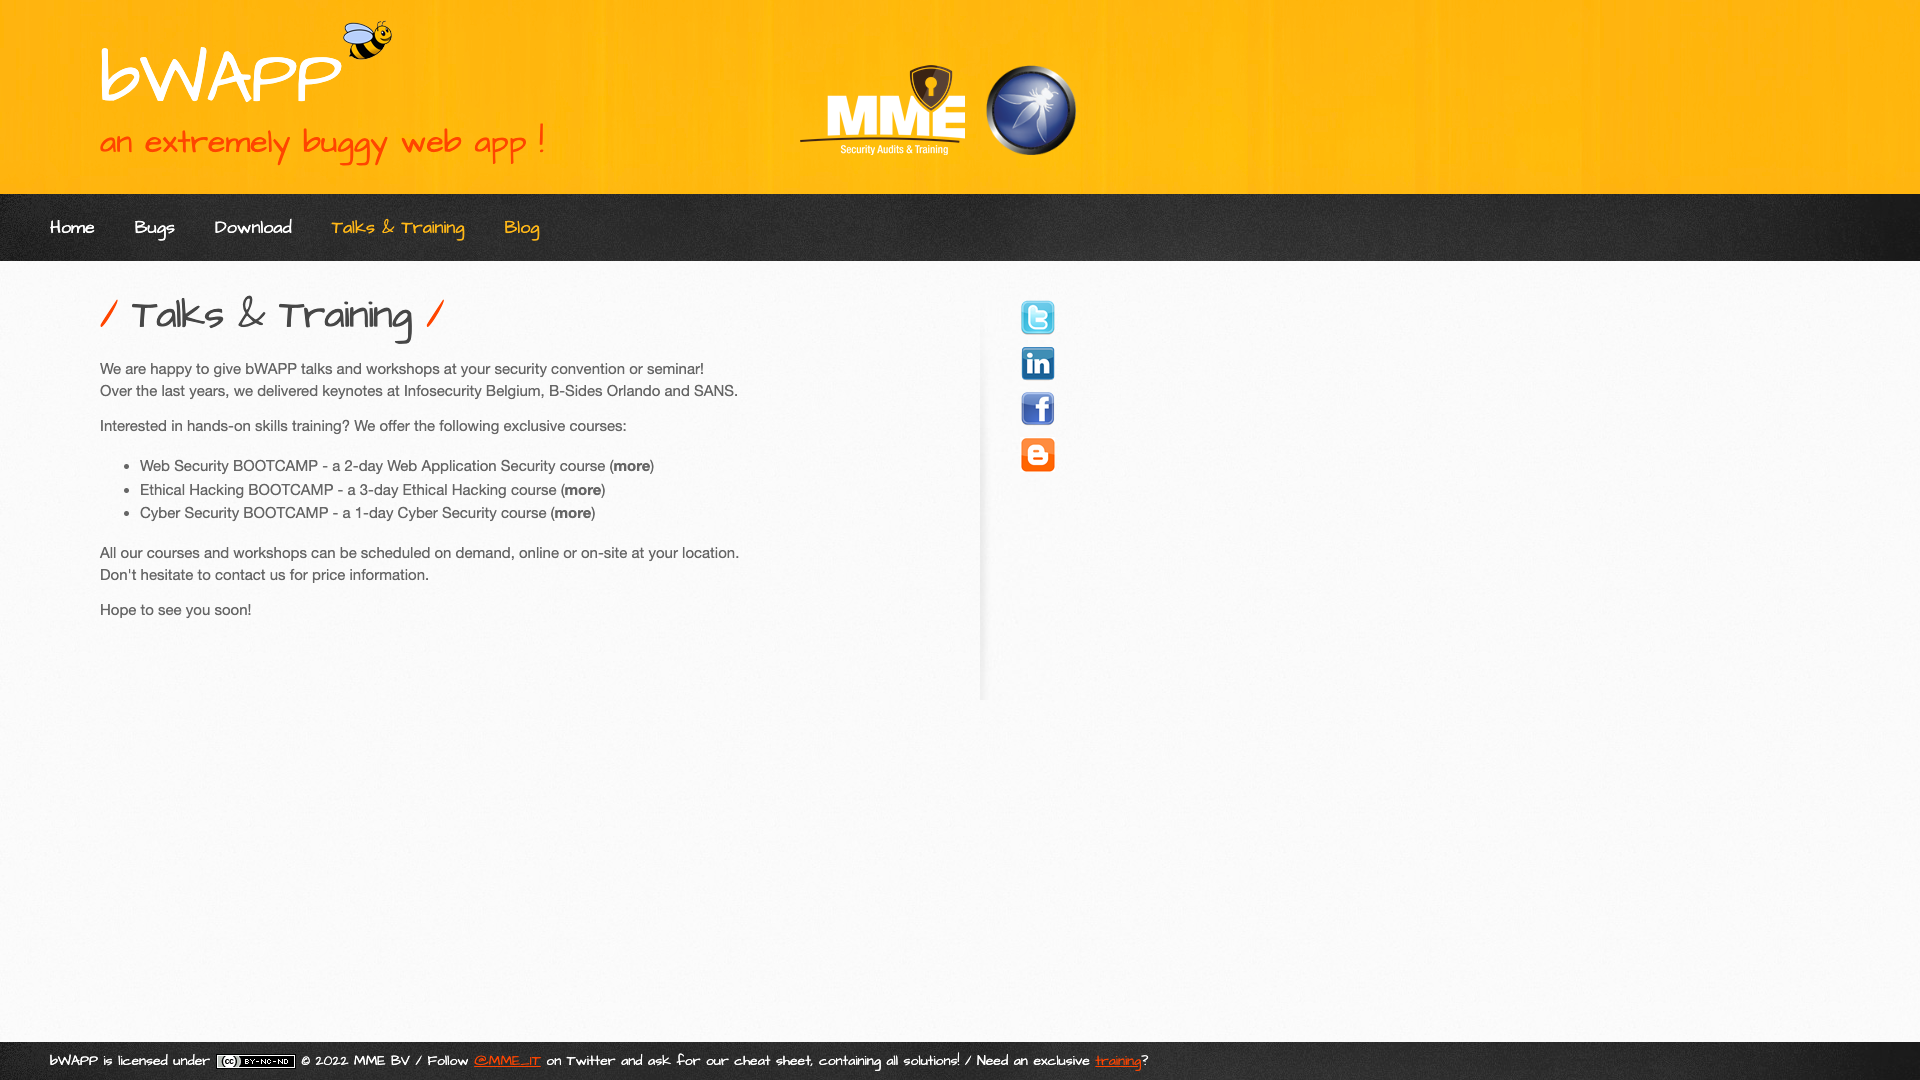 bWAPP
an extremely buggy web app !
MME
Security Audits & Training
Home Bugs Download Talks & Training Blog
/ Talks & Training /
We are happy to give bWAPP talks and workshops at your security convention or seminar!
Over the last years, we delivered keynotes at Infosecurity Belgium, B-Sides Orlando and SANS.
Interested in hands-on skills training? We offer the following exclusive courses:
• Web Security BOOTCAMP - a 2-day Web Application Security course (more)
• Ethical Hacking BOOTCAMP - a 3-day Ethical Hacking course (more)
• Cyber Security BOOTCAMP - a 1-day Cyber Security course (more)
All our courses and workshops can be scheduled on demand, online or on-site at your location.
Don't hesitate to contact us for price information.
Hope to see you soon!
bWAPP is licensed under (cc) BY-NC-ND © 2022 MME BV / Follow @MME_IT on Twitter and ask for our cheat sheet, containing all solutions! / Need an exclusive training?